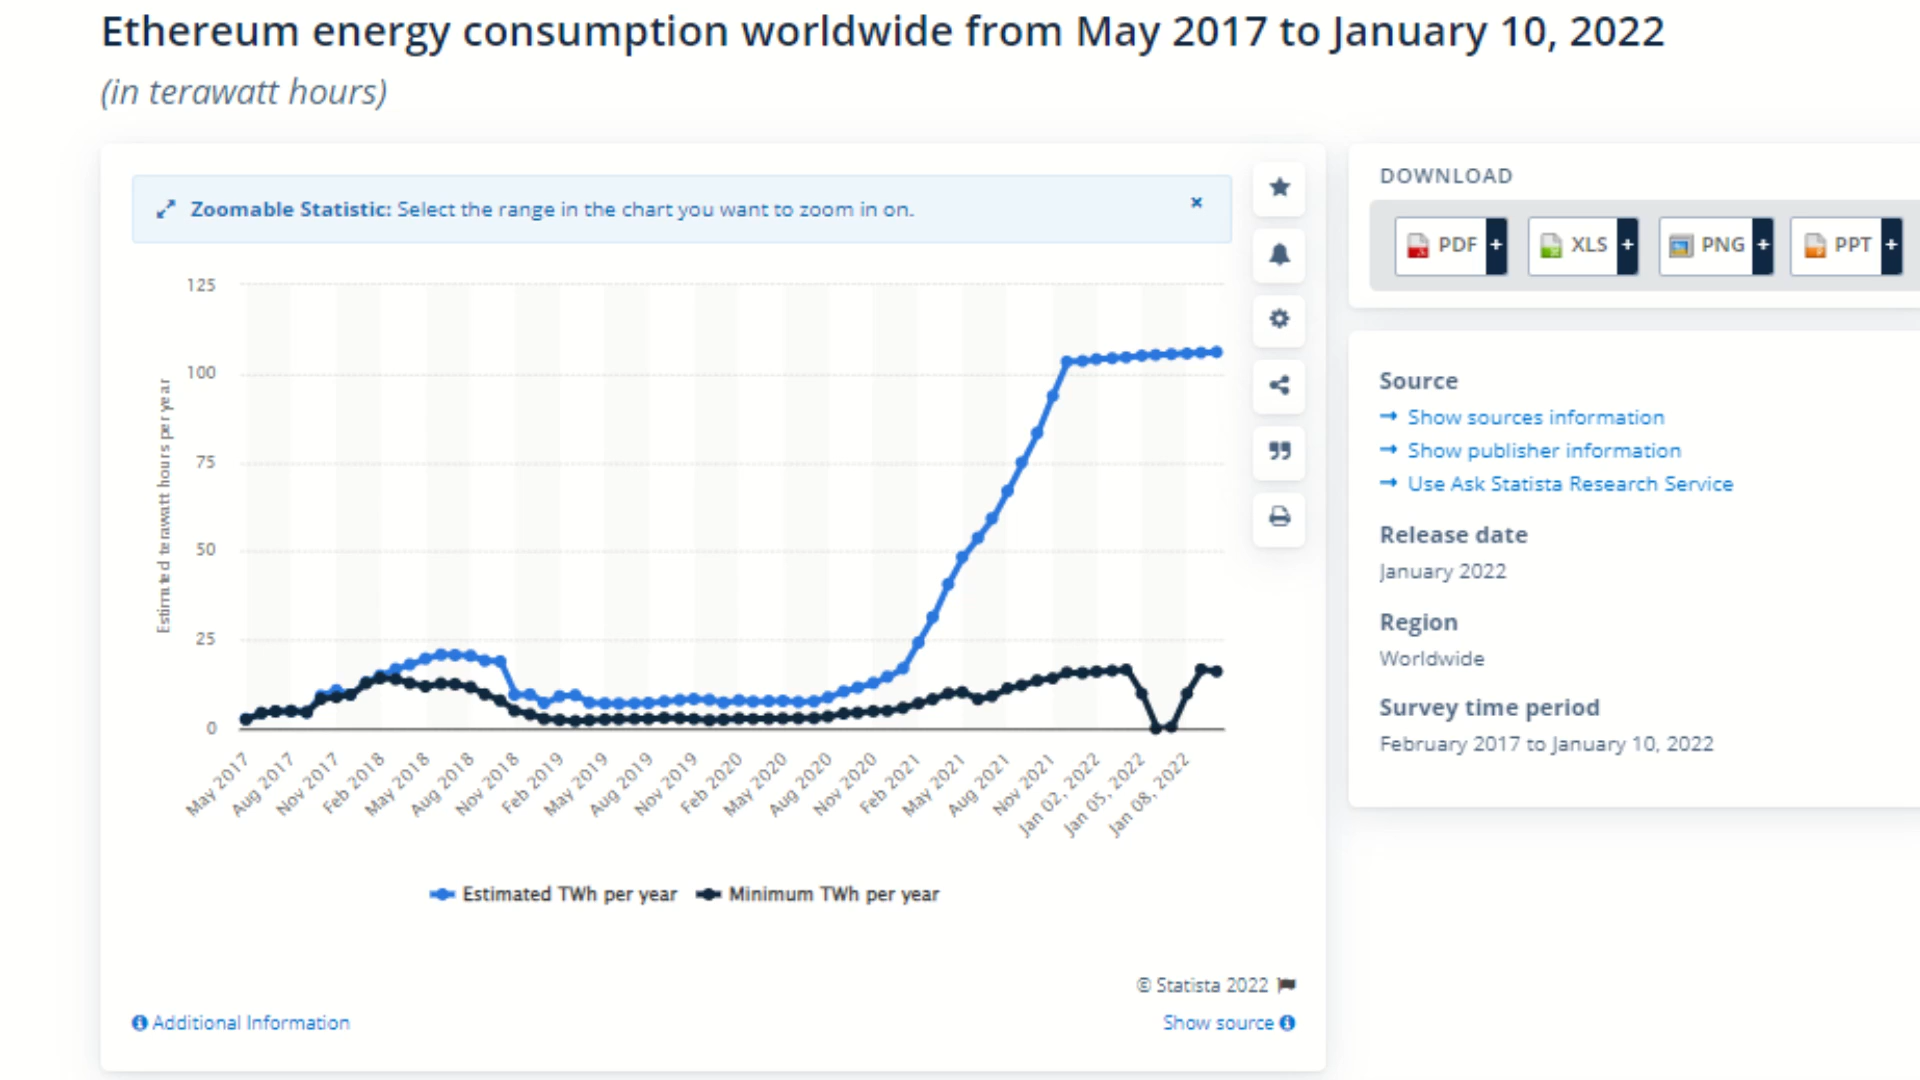 Ethereum energy consumption worldwide from May 2017 to January 10, 2022
(in terawatt hours)
Zoomable Statistic: Select the range in the chart you want to zoom in on.
×
125
100
75
50
25
0
Estimated terawatt hours per year
May 2017
Aug 2017
Nov 2017
Feb 2018
May 2018
Aug 2018
Nov 2018
Feb 2019
May 2019
Aug 2019
Nov 2019
Feb 2020
May 2020
Aug 2020
Nov 2020
Feb 2021
May 2021
Aug 2021
Nov 2021
Jan 02, 2022
Jan 05, 2022
Jan 08, 2022
Estimated TWh per year Minimum TWh per year
© Statista 2022
Additional Information
Show source
DOWNLOAD
PDF + XLS + PNG + PPT +
Source
→ Show sources information
→ Show publisher information
→ Use Ask Statista Research Service
Release date
January 2022
Region
Worldwide
Survey time period
February 2017 to January 10, 2022